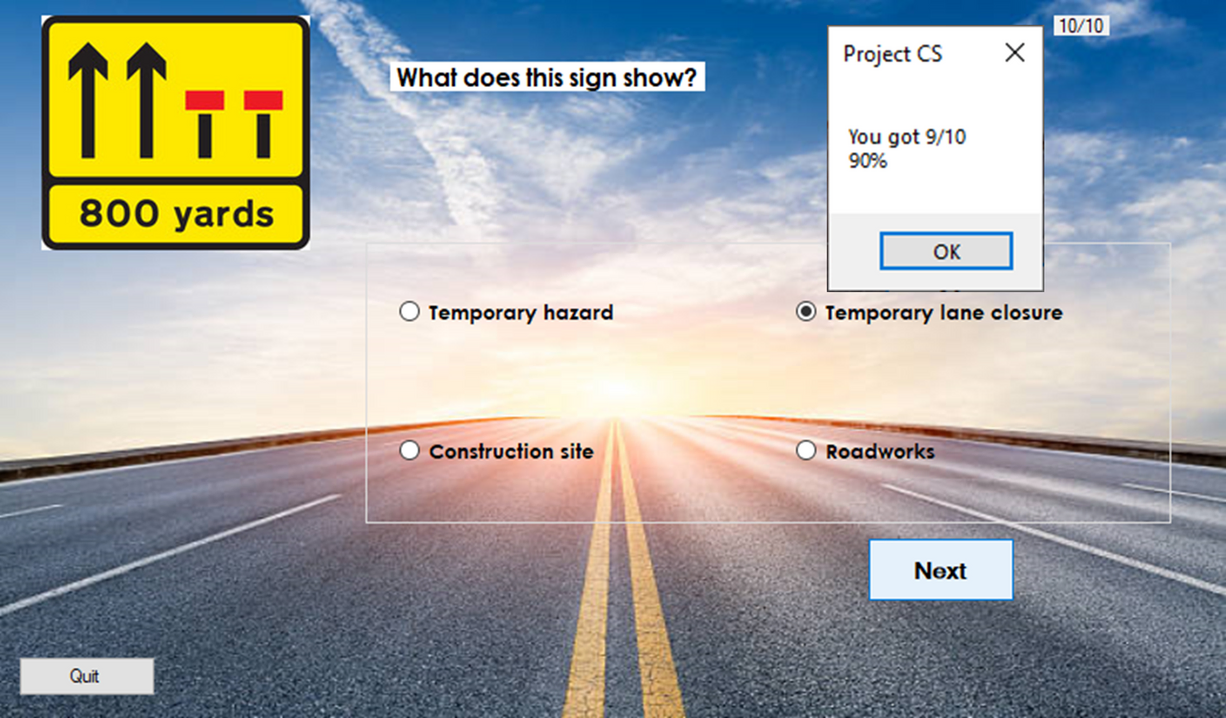 800 yards
What does this sign show?
10/10
Project CS
You got 9/10
90%
OK
Temporary hazard
Temporary lane closure
Construction site
Roadworks
Next
Quit